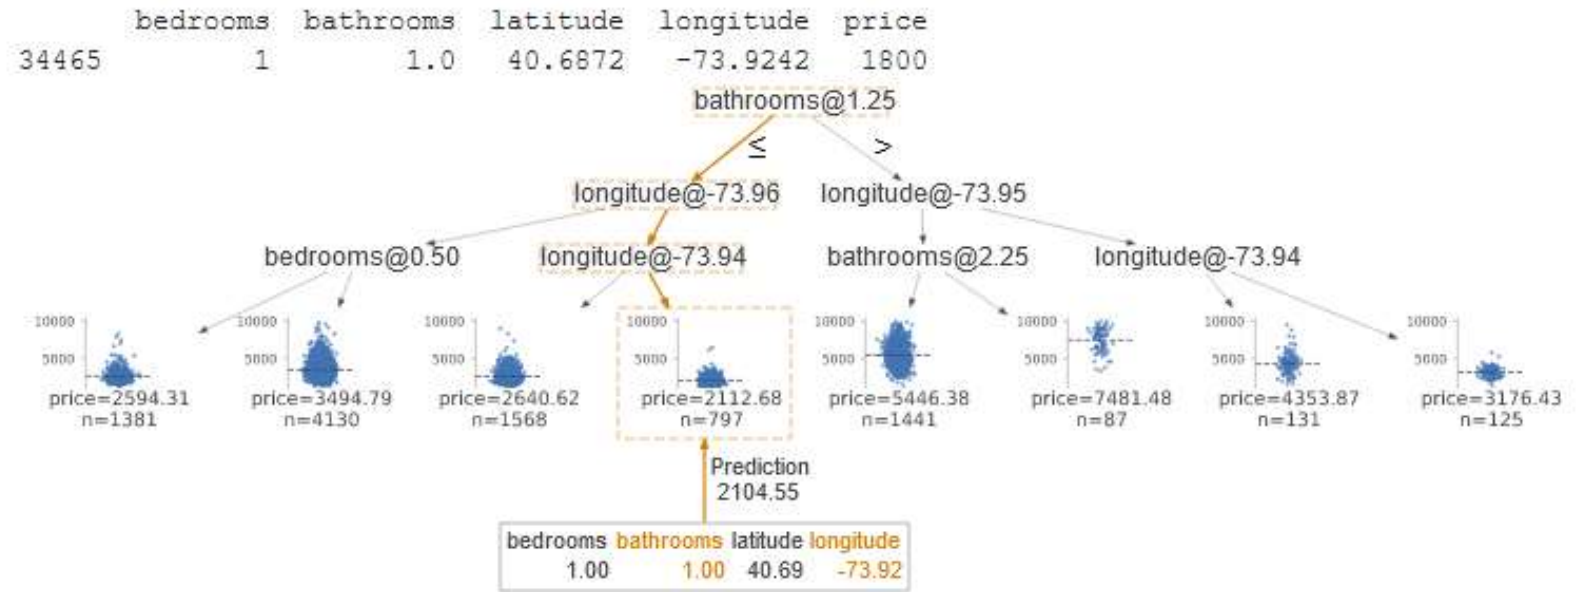 bedrooms bathrooms latitude longitude price
34465 1 1.0 40.6872 -73.9242 1800
bathrooms@1.25
≤ >
longitude@-73.96 longitude@-73.95
bedrooms@0.50 longitude@-73.94 bathrooms@2.25 longitude@-73.94
10000 10000 10000 10000 10000 10000 10000 10000
5000 5000 5000 5000 5000 5000 5000 5000
price=2594.31 price=3494.79 price=2640.62 price=2112.68 price=5446.38 price=7481.48 price=4353.87 price=3176.43
n=1381 n=4130 n=1568 n=797 n=1441 n=87 n=131 n=125
Prediction
2104.55
bedrooms bathrooms latitude longitude
1.00 1.00 40.69 -73.92